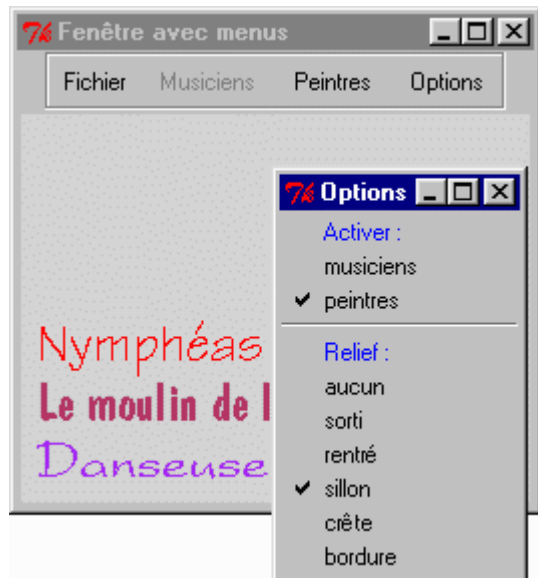 Fenêtre avec menus
Fichier Musiciens Peintres Options
Options
Activer :
musiciens
peintres
Nymphéas
Relief :
aucun
Le moulin de l
sorti
rentré
Danseuse
sillon
crête
bordure